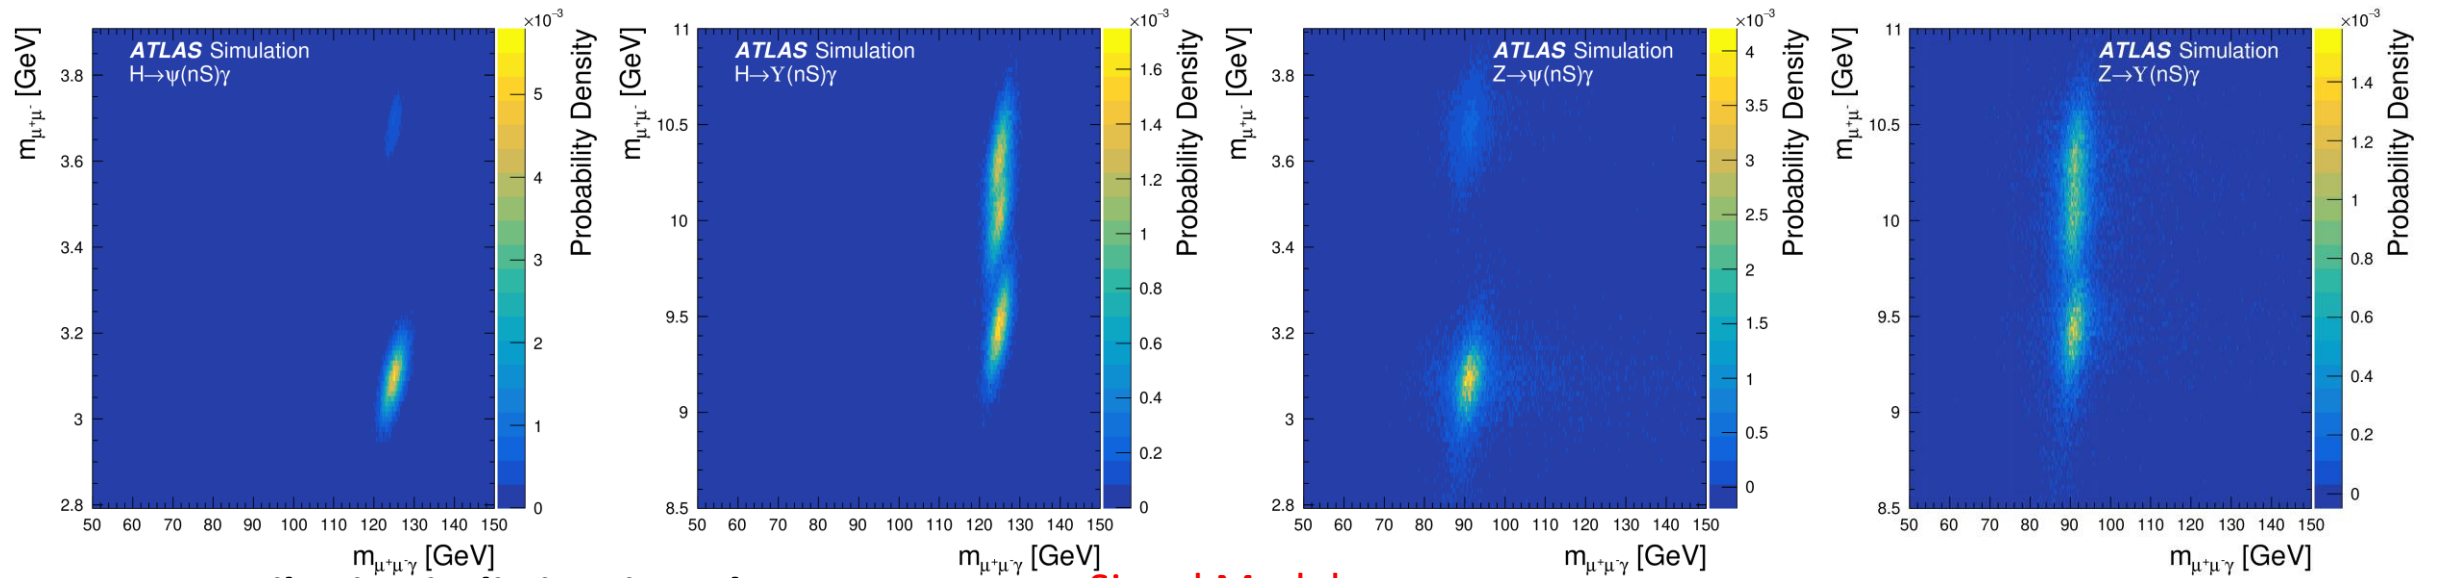 ×10⁻³
3.8
3.6
3.4
3.2
3
2.8
m_μ⁺μ⁻ [GeV]
ATLAS Simulation
H→ψ(nS)γ
50 60 70 80 90 100 110 120 130 140 150
m_μ⁺μ⁻γ [GeV]
5
4
3
2
1
0
Probability Density
×10⁻³
11
10.5
10
9.5
9
8.5
m_μ⁺μ⁻ [GeV]
ATLAS Simulation
H→Υ(nS)γ
50 60 70 80 90 100 110 120 130 140 150
m_μ⁺μ⁻γ [GeV]
1.6
1.4
1.2
1
0.8
0.6
0.4
0.2
0
Probability Density
×10⁻³
3.8
3.6
3.4
3.2
3
2.8
m_μ⁺μ⁻ [GeV]
ATLAS Simulation
Z→ψ(nS)γ
50 60 70 80 90 100 110 120 130 140 150
m_μ⁺μ⁻γ [GeV]
4
3.5
3
2.5
2
1.5
1
0.5
0
Probability Density
×10⁻³
11
10.5
10
9.5
9
8.5
m_μ⁺μ⁻ [GeV]
ATLAS Simulation
Z→Υ(nS)γ
50 60 70 80 90 100 110 120 130 140 150
m_μ⁺μ⁻γ [GeV]
1.4
1.2
1
0.8
0.6
0.4
0.2
0
Probability Density